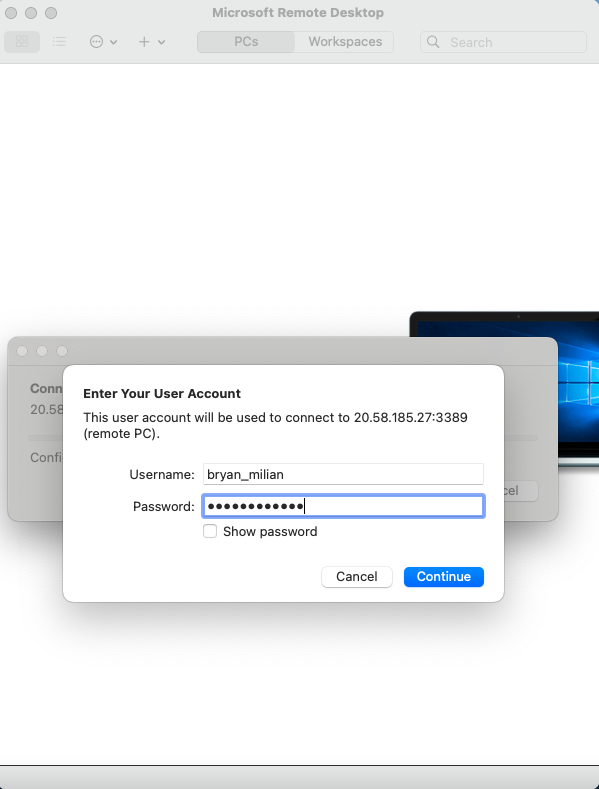 Microsoft Remote Desktop
PCs
Workspaces
Search
Conn
20.58
Confi
cel
Enter Your User Account
This user account will be used to connect to 20.58.185.27:3389
(remote PC).
Username: bryan_milian
Password: ••••••••••••
Show password
Cancel
Continue